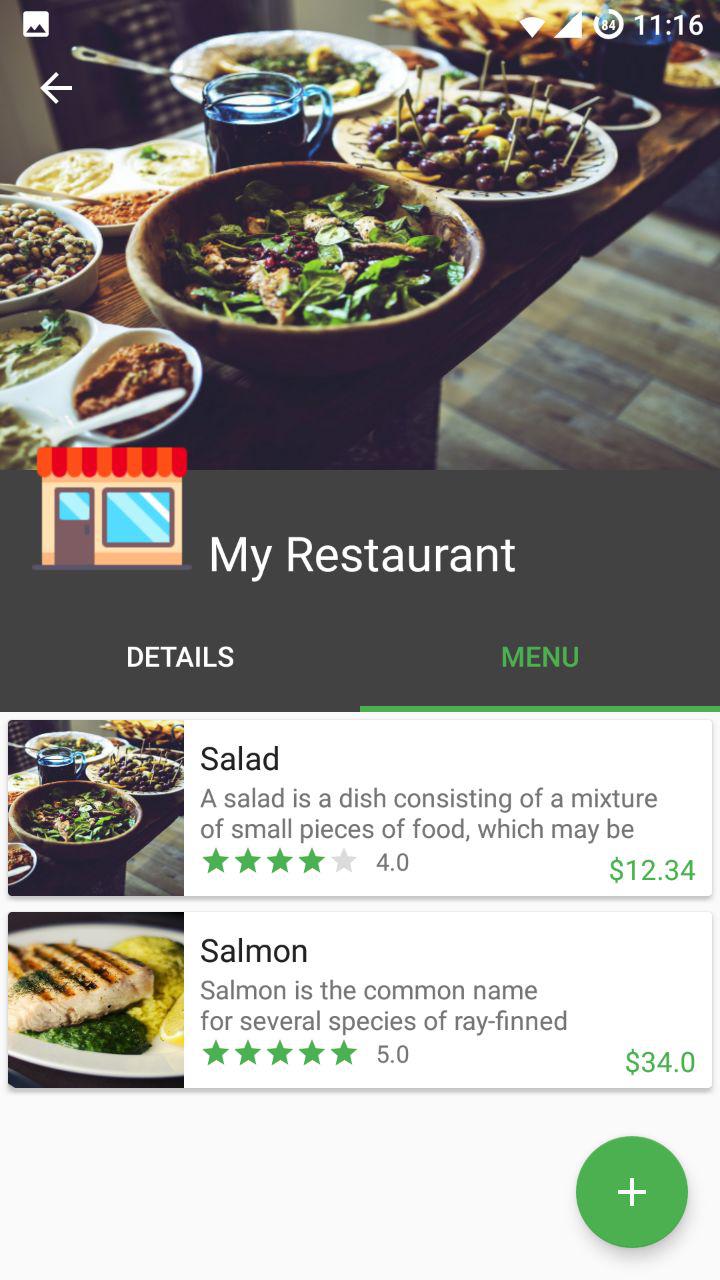 84 11:16
My Restaurant
DETAILS MENU
Salad
A salad is a dish consisting of a mixture
of small pieces of food, which may be
4.0 $12.34
Salmon
Salmon is the common name
for several species of ray-finned
5.0 $34.0